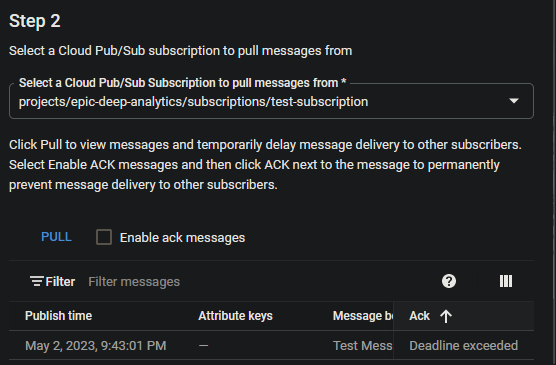 Step 2
Select a Cloud Pub/Sub subscription to pull messages from
Select a Cloud Pub/Sub Subscription to pull messages from *
projects/epic-deep-analytics/subscriptions/test-subscription
Click Pull to view messages and temporarily delay message delivery to other subscribers.
Select Enable ACK messages and then click ACK next to the message to permanently
prevent message delivery to other subscribers.
PULL Enable ack messages
Filter Filter messages
Publish time Attribute keys Message Ack
May 2, 2023, 9:43:01 PM — Test Mess Deadline exceeded